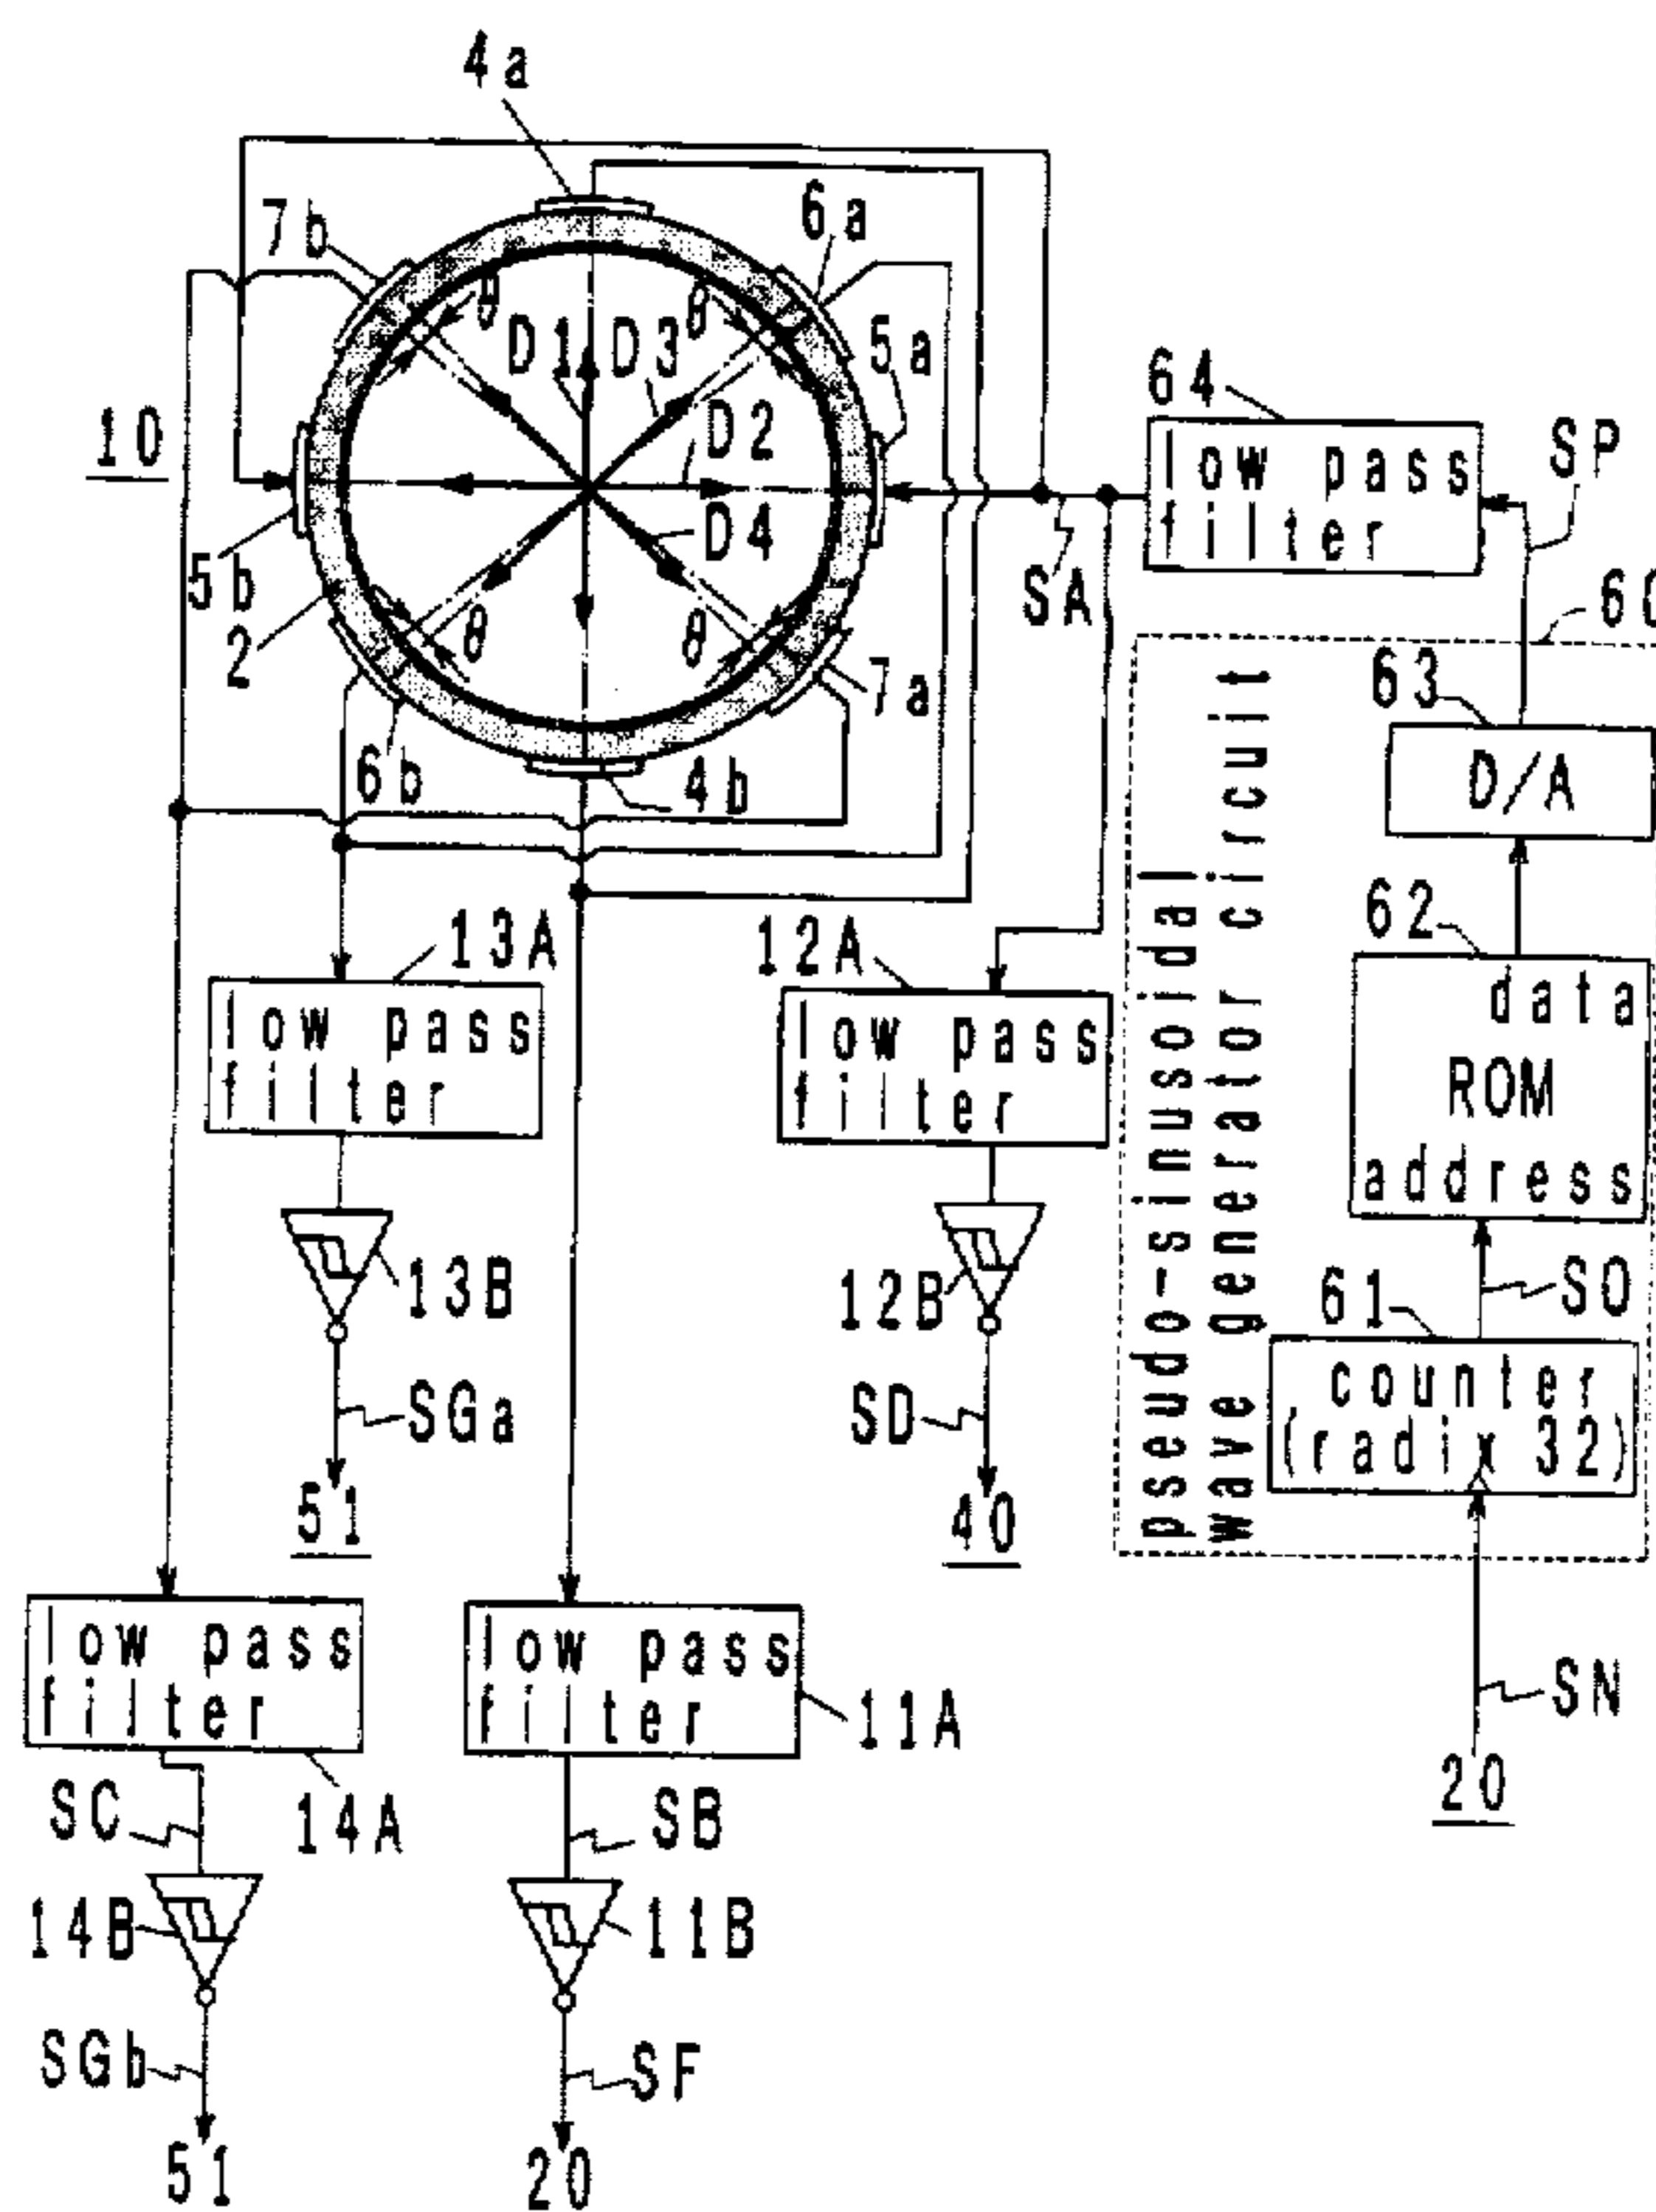 4a
7b
6a
5a
θ
θ
D1
D3
D2
D4
10
5b
2
θ
θ
7a
6b
4b
64
low pass
filter
SP
SA
60
63
D/A
62
data
ROM
address
SO
61
counter
(radix 32)
pseudo-sinusoidal
wave generator circuit
SN
20
13A
low pass
filter
12A
low pass
filter
13B
12B
SGa
SD
51
40
low pass
filter
14A
low pass
filter
11A
SC
SB
14B
11B
SGb
SF
51
20